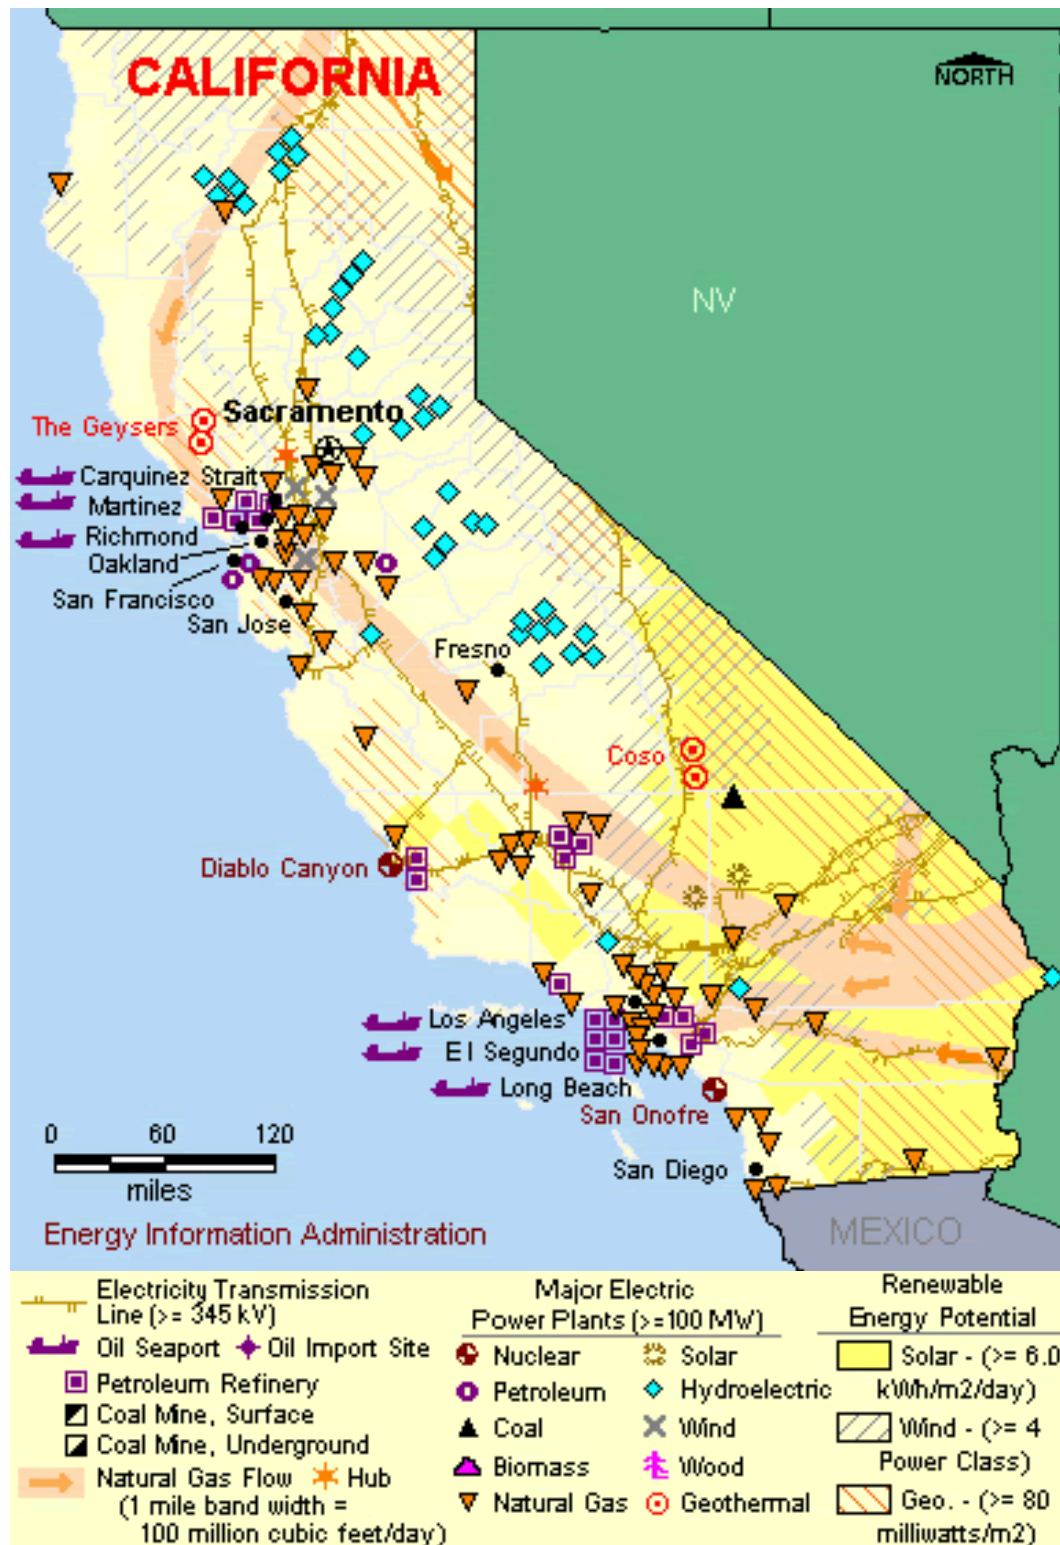 CALIFORNIA
NORTH
NV
Sacramento
The Geysers
Carquinez Strait
Martinez
Richmond
Oakland
San Francisco
San Jose
Fresno
Coso
Diablo Canyon
Los Angeles
El Segundo
Long Beach
San Onofre
San Diego
0 60 120
miles
MEXICO
Energy Information Administration
Electricity Transmission
Line (>= 345 kV)
Oil Seaport Oil Import Site
Petroleum Refinery
Coal Mine, Surface
Coal Mine, Underground
Natural Gas Flow Hub
(1 mile band width =
100 million cubic feet/day)
Major Electric
Power Plants (>=100 MW)
Nuclear Solar
Petroleum Hydroelectric
Coal Wind
Biomass Wood
Natural Gas Geothermal
Renewable
Energy Potential
Solar - (>= 6.0
kWh/m2/day)
Wind - (>= 4
Power Class)
Geo. - (>= 80
milliwatts/m2)